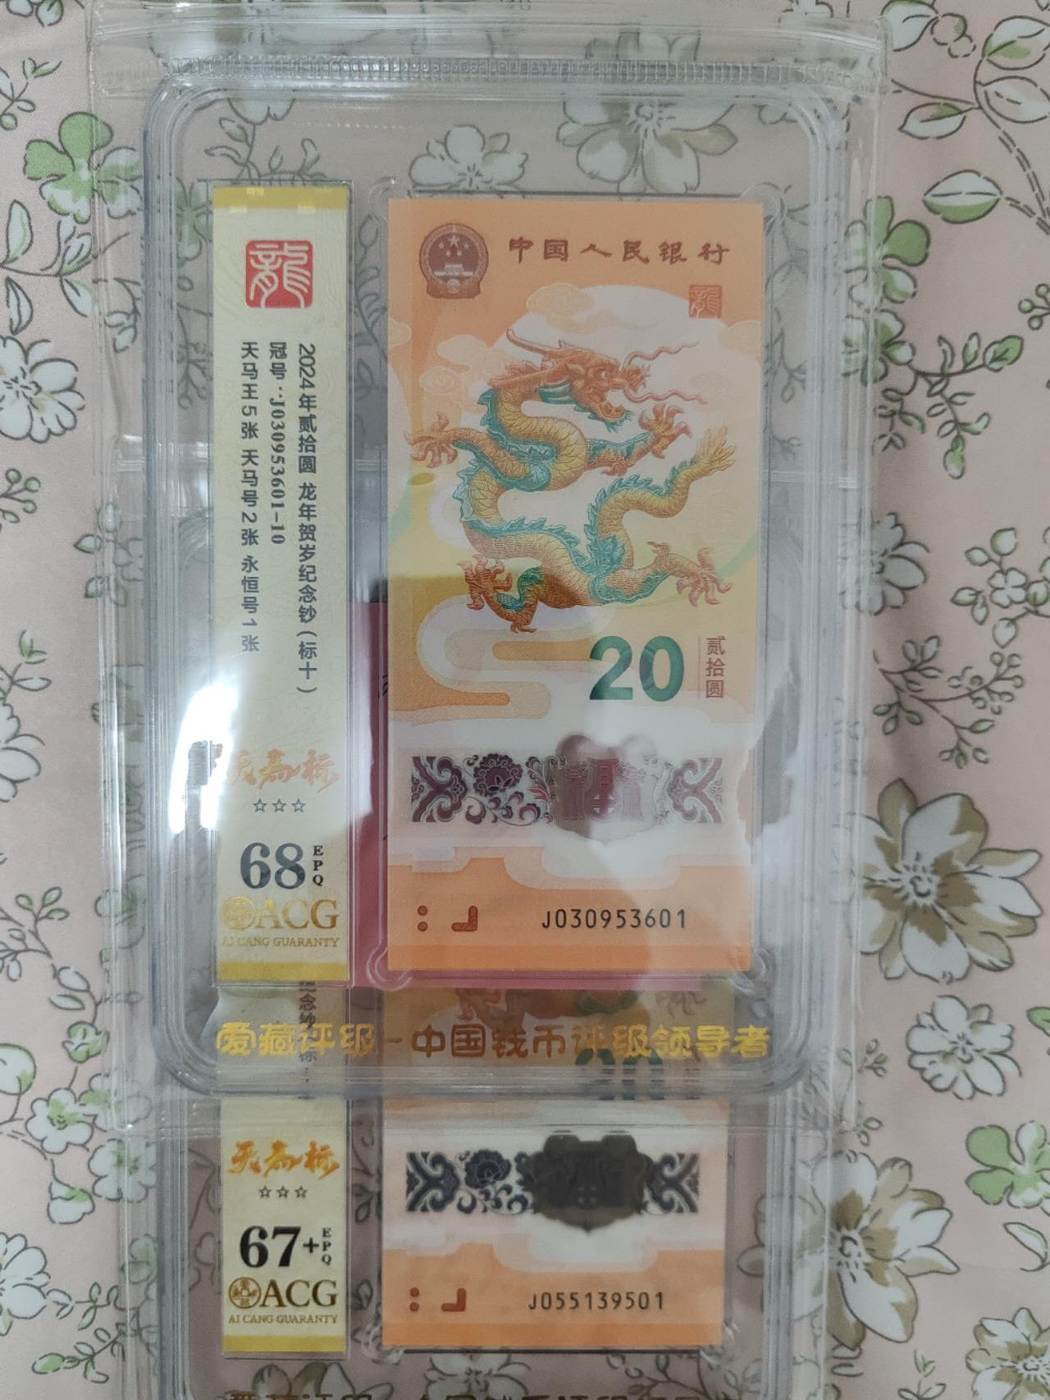 龍
2024年贰拾圆 龙年贺岁纪念钞(标十)
冠号:J030953601-10
天马王5张 天马号2张 永恒号1张
☆☆☆
68 EPQ
ACG
AI CANG GUARANTY
中国人民银行
龍
20
贰拾圆
J030953601
爱藏评级-中国钱币评级领导者
☆☆☆
67+ EPQ
ACG
AI CANG GUARANTY
J055139501